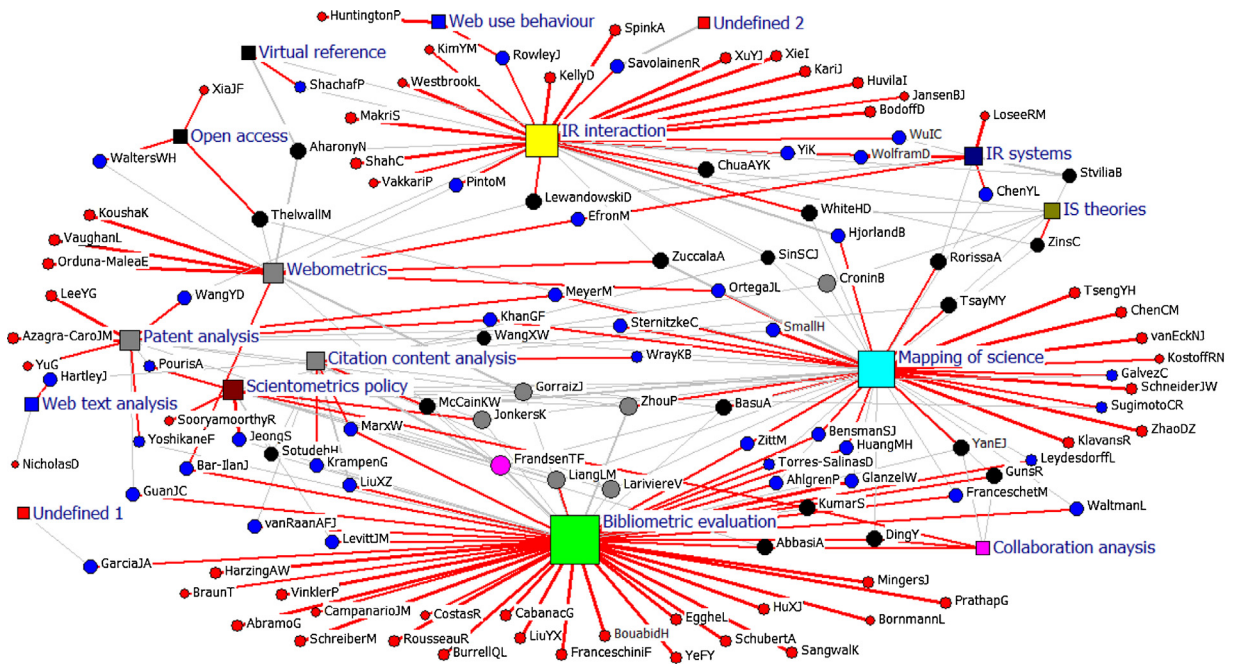 HuntingtonP
Web use behaviour
SpinkA
Undefined 2
KimYM
RowleyJ
Virtual reference
SavolainenR
XuYJ
XieI
KariJ
WestbrookL
KellyD
HuvilaI
XiaJF
ShachafP
JansenBJ
BodoffD
MakriS
LoseeRM
Open access
IR interaction
WuIC
AharonyN
YiK
WolframD
IR systems
WaltersWH
ShahC
ChuaAYK
StviliaB
VakkariP
PintoM
ChenYL
LewandowskiD
WhiteHD
IS theories
KoushaK
ThelwallM
EfronM
HjorlandB
VaughanL
ZinsC
Orduna-MaleaE
Webometrics
ZuccalaA
SinSCJ
RorissaA
CroninB
LeeYG
WangYD
MeyerM
OrtegaJL
TsengYH
TsayMY
KhanGF
ChenCM
SternitzkeC
SmallH
Azagra-CaroJM
Patent analysis
WangXW
vanEckNJ
YuG
PourisA
Citation content analysis
WrayKB
Mapping of science
KostoffRN
HartleyJ
Scientometrics policy
GalvezC
GorraizJ
SchneiderJW
Web text analysis
McCainKW
ZhouP
BasuA
SugimotoCR
SooryamoorthyR
JonkersK
ZhaoDZ
MarxW
BensmanSJ
YoshikaneF
JeongS
ZittM
HuangMH
YanEJ
KlavansR
SotudehH
NicholasD
Bar-IlanJ
KrampenG
FrandsenTF
Torres-SalinasD
LeydesdorffL
LiangLM
AhlgrenP
GlanzelW
GunsR
GuanJC
LiuXZ
LariviereV
FranceschetM
KumarS
WaltmanL
Undefined 1
vanRaanAFJ
Bibliometric evaluation
LevittJM
AbbasiA
DingY
Collaboration anaysis
GarciaJA
HarzingAW
MingersJ
BraunT
VinklerP
PrathapG
CampanarioJM
CostasR
CabanacG
HuXJ
BornmannL
AbramoG
EggheL
SchreiberM
RousseauR
LiuYX
BouabidH
SchubertA
BurrellQL
FranceschiniF
YeFY
SangwalK